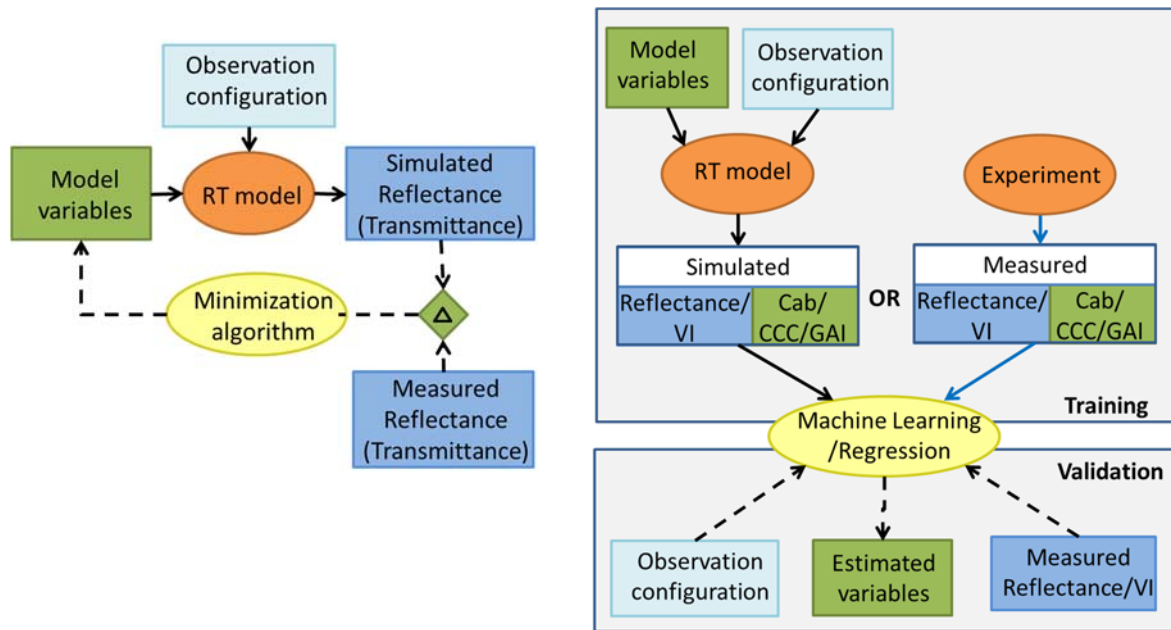 Observation
configuration
Model
variables
RT model
Simulated
Reflectance
(Transmittance)
Minimization
algorithm
Δ
Measured
Reflectance
(Transmittance)
Model
variables
Observation
configuration
RT model
Experiment
Simulated
Reflectance/
VI
Cab/
CCC/GAI
OR
Measured
Reflectance/
VI
Cab/
CCC/GAI
Training
Machine Learning
/Regression
Validation
Observation
configuration
Estimated
variables
Measured
Reflectance/VI